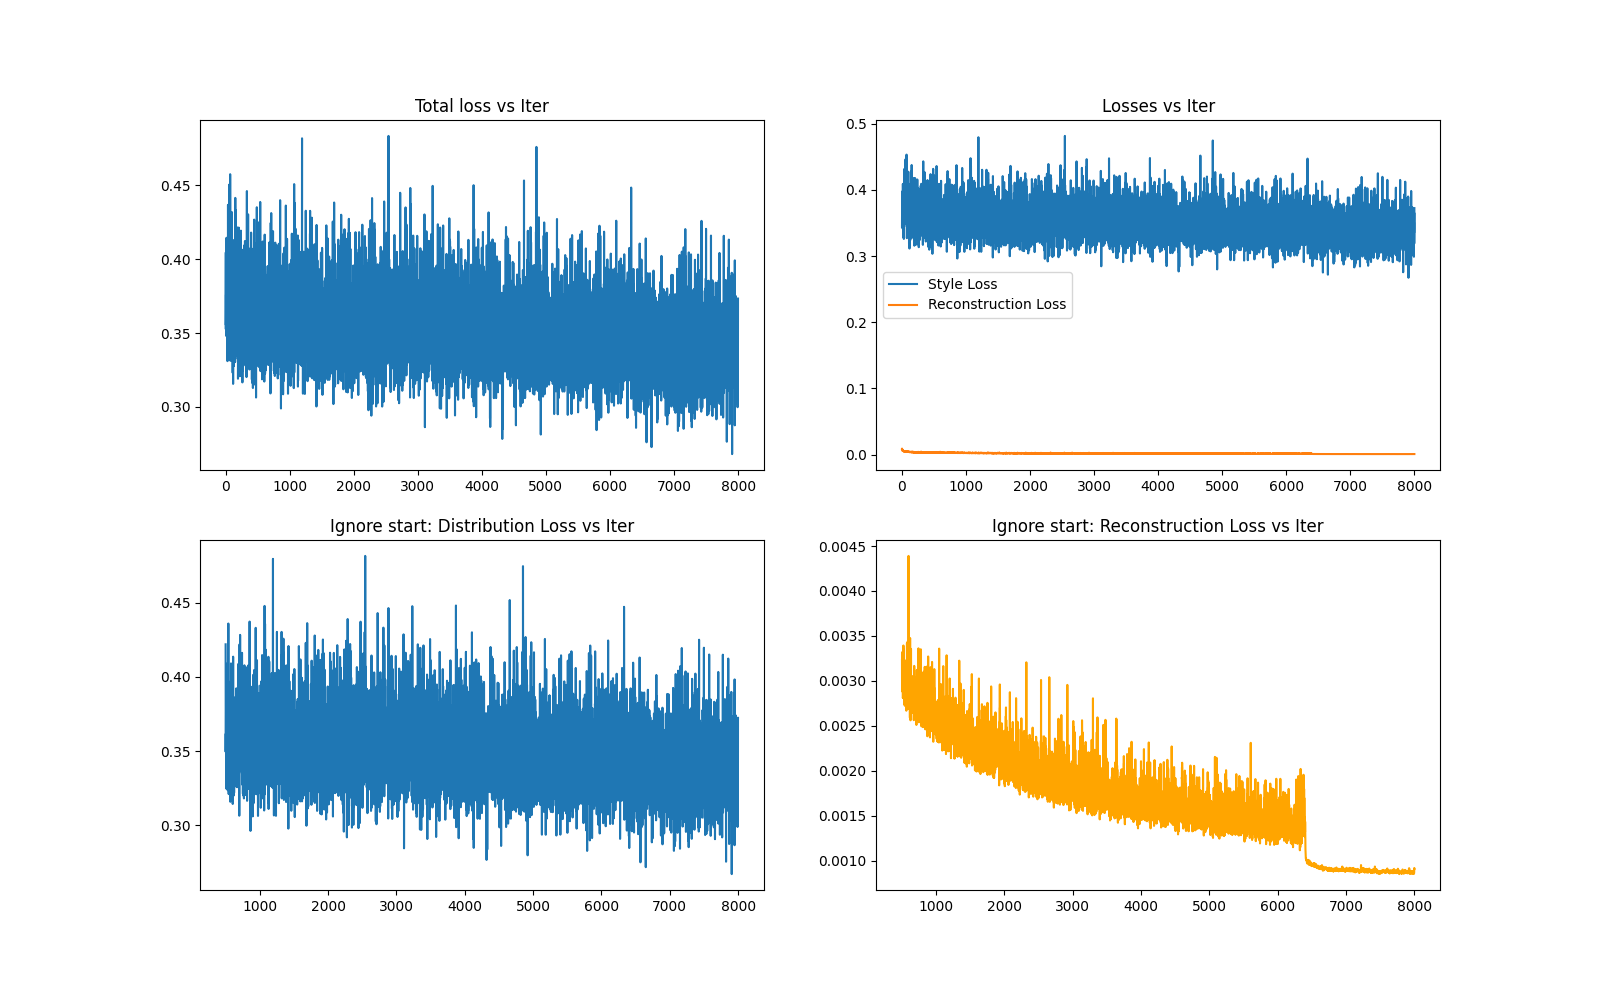 Total loss vs Iter
0.45
0.40
0.35
0.30
0 1000 2000 3000 4000 5000 6000 7000 8000
Losses vs Iter
0.5
0.4
0.3
0.2
0.1
0.0
Style Loss
Reconstruction Loss
0 1000 2000 3000 4000 5000 6000 7000 8000
Ignore start: Distribution Loss vs Iter
0.45
0.40
0.35
0.30
1000 2000 3000 4000 5000 6000 7000 8000
Ignore start: Reconstruction Loss vs Iter
0.0045
0.0040
0.0035
0.0030
0.0025
0.0020
0.0015
0.0010
1000 2000 3000 4000 5000 6000 7000 8000